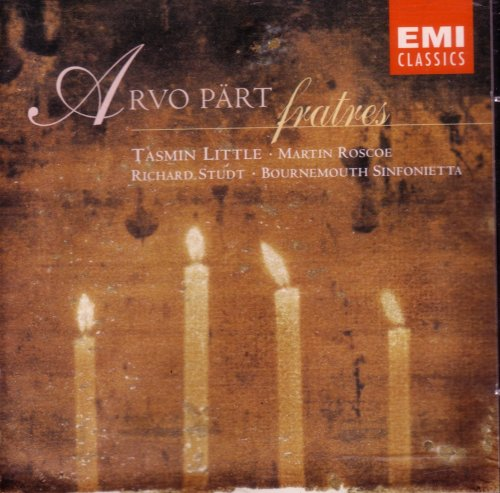 EMI
CLASSICS
ARVO PÄRT fratres
TASMIN LITTLE · MARTIN ROSCOE
RICHARD STUDT · BOURNEMOUTH SINFONIETTA